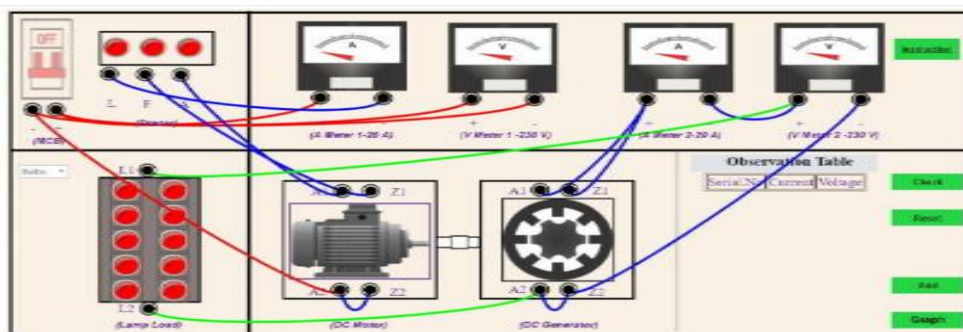 OFF
L F A
(Starter)
- +
(MCB)
A
+ -
(A Meter 1-20 A)
V
+ -
(V Meter 1 -230 V)
A
+ -
(A Meter 2-20 A)
V
+ -
(V Meter 2 -230 V)
Instruction
Bulbs
L1
L2
(Lamp Load)
A1 Z1
A2 Z2
(DC Motor)
A1 Z1
A2 Z2
(DC Generator)
Observation Table
Serial.No Current Voltage
Check
Reset
Add
Graph